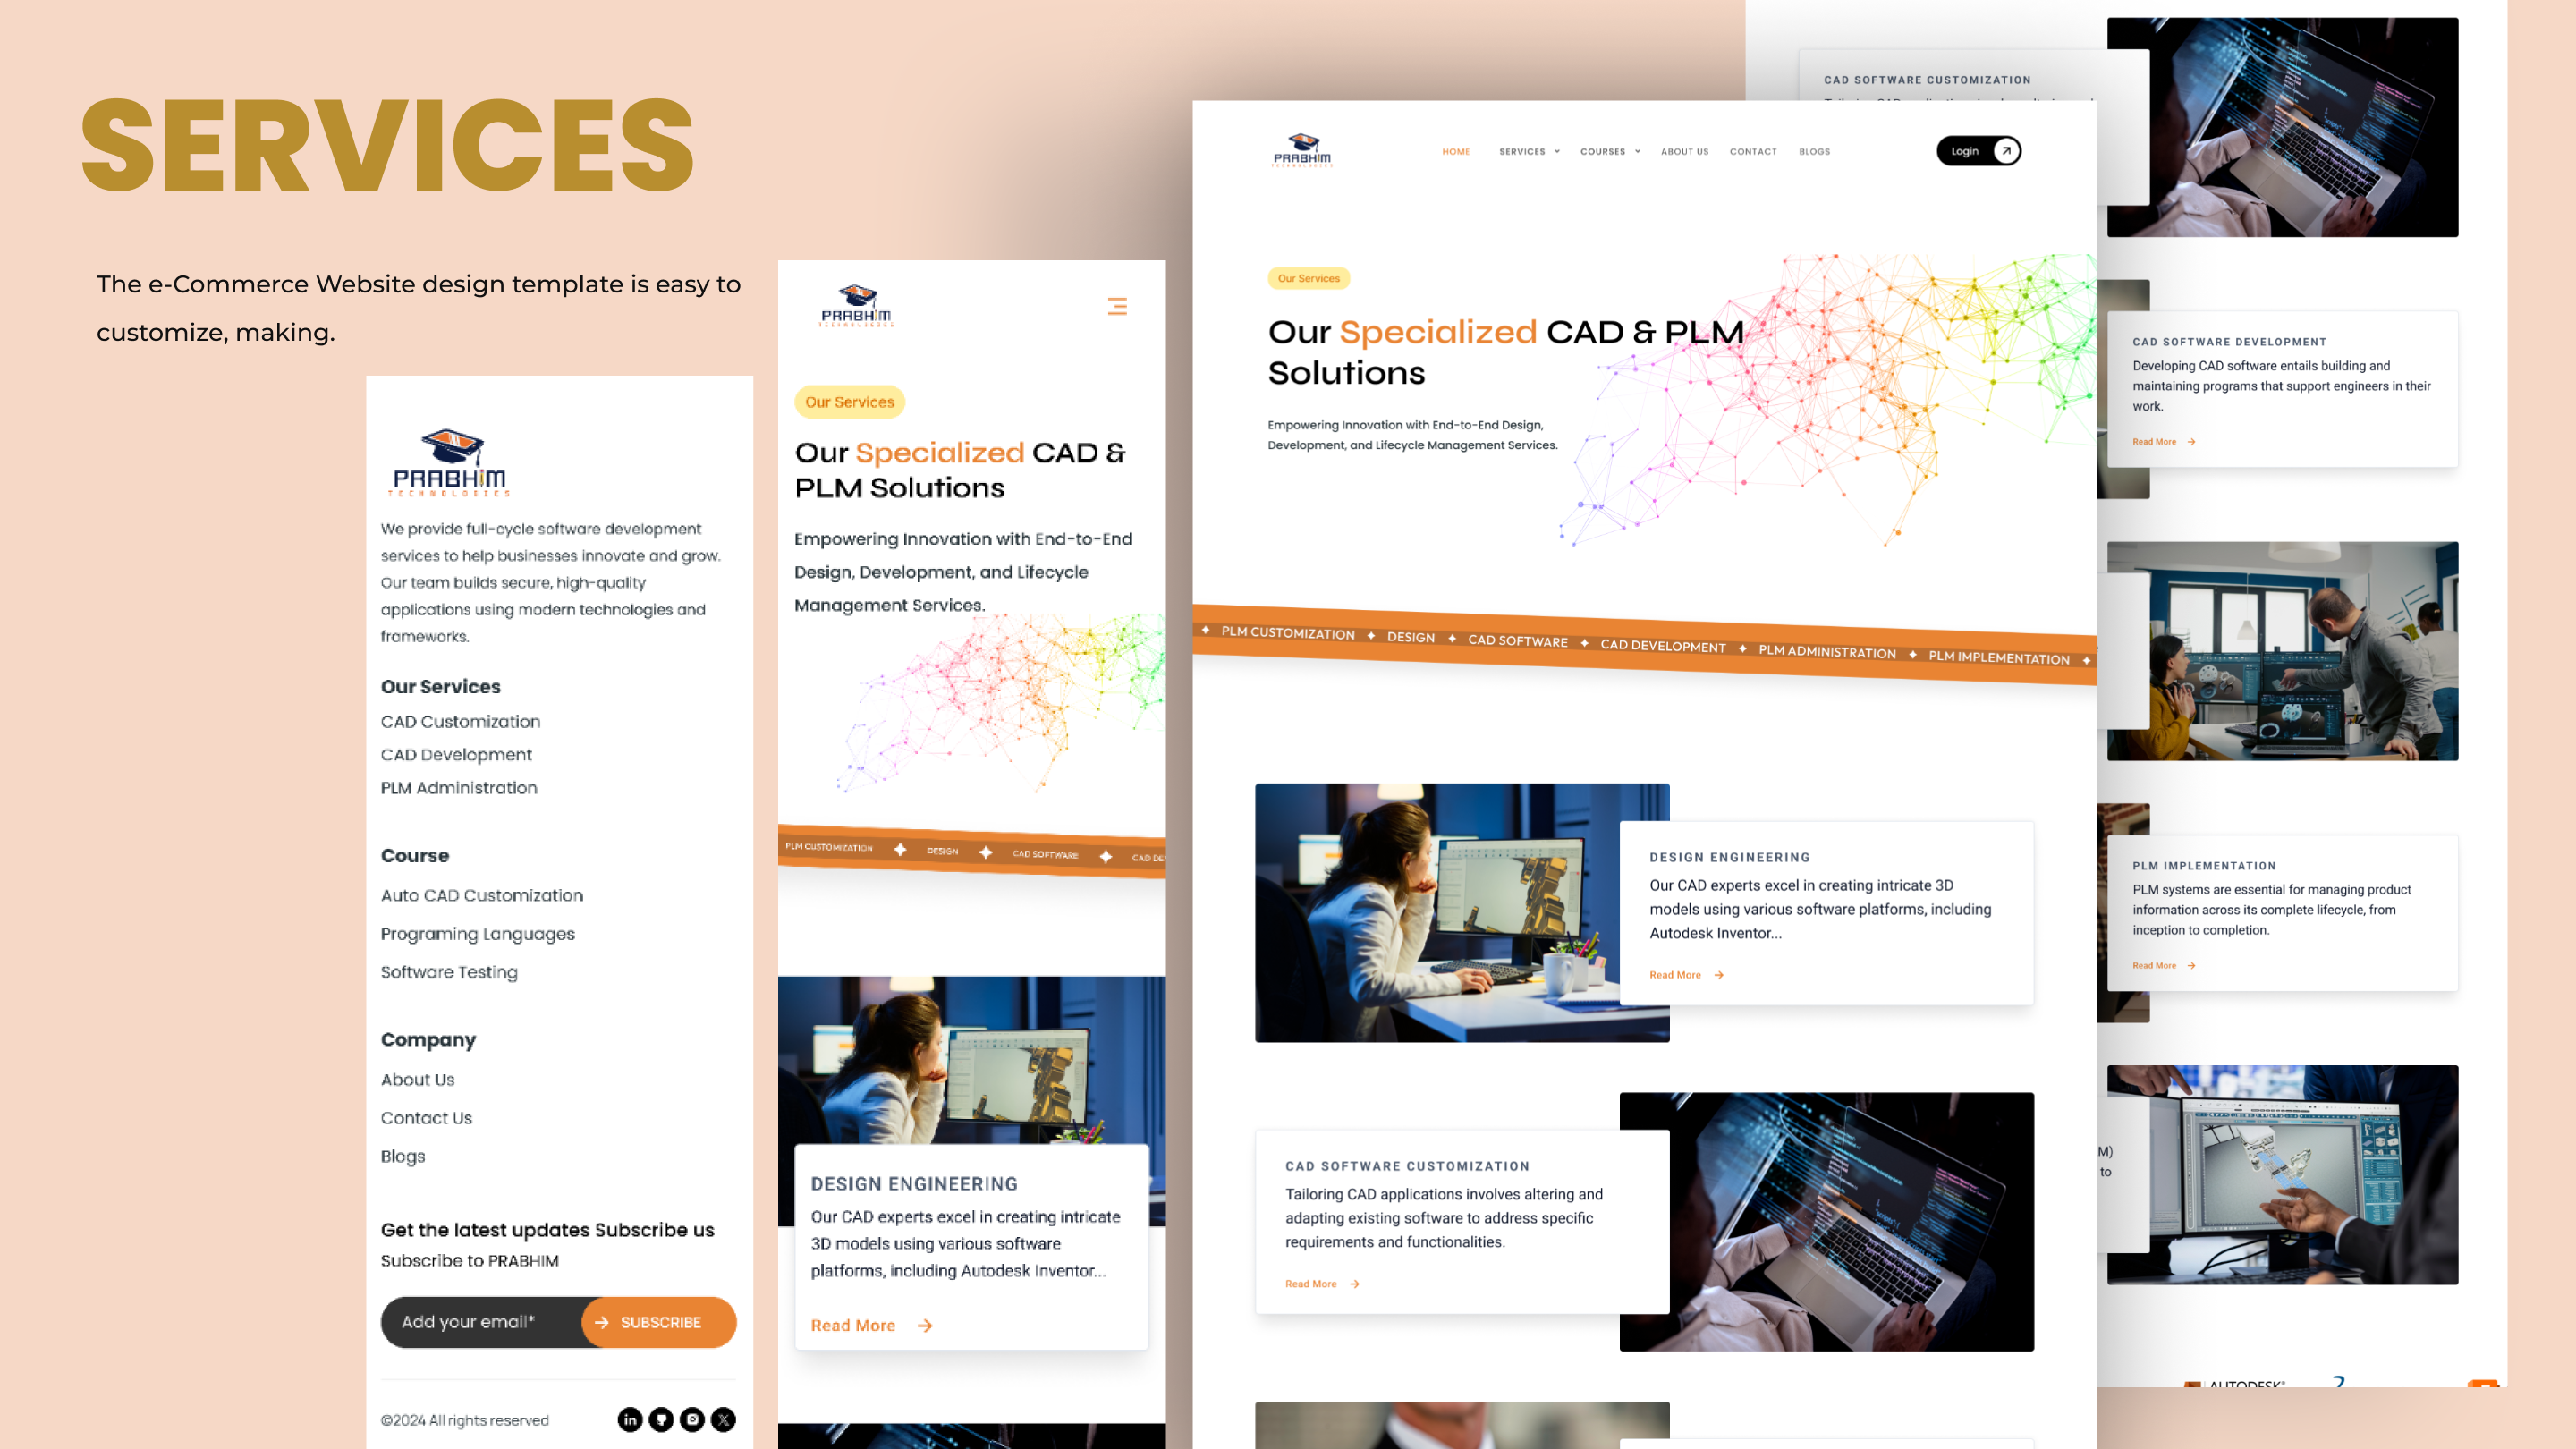 SERVICES
The e-Commerce Website design template is easy to
customize, making.
PRABHIM
TECHNOLOGIES
We provide full-cycle software development
services to help businesses innovate and grow.
Our team builds secure, high-quality
applications using modern technologies and
frameworks.
Our Services
CAD Customization
CAD Development
PLM Administration
Course
Auto CAD Customization
Programing Languages
Software Testing
Company
About Us
Contact Us
Blogs
Get the latest updates Subscribe us
Subscribe to PRABHIM
Add your email* SUBSCRIBE
©2024 All rights reserved
PRABHIM
TECHNOLOGIES
Our Services
Our Specialized CAD &
PLM Solutions
Empowering Innovation with End-to-End
Design, Development, and Lifecycle
Management Services.
PLM CUSTOMIZATION DESIGN CAD SOFTWARE CAD DE
DESIGN ENGINEERING
Our CAD experts excel in creating intricate
3D models using various software
platforms, including Autodesk Inventor...
Read More
PRABHIM
TECHNOLOGIES
HOME SERVICES COURSES ABOUT US CONTACT BLOGS Login
Our Services
Our Specialized CAD & PLM
Solutions
Empowering Innovation with End-to-End Design,
Development, and Lifecycle Management Services.
PLM CUSTOMIZATION DESIGN CAD SOFTWARE CAD DEVELOPMENT PLM ADMINISTRATION PLM IMPLEMENTATION
DESIGN ENGINEERING
Our CAD experts excel in creating intricate 3D
models using various software platforms, including
Autodesk Inventor...
Read More
CAD SOFTWARE CUSTOMIZATION
Tailoring CAD applications involves altering and
adapting existing software to address specific
requirements and functionalities.
Read More
CAD SOFTWARE CUSTOMIZATION
CAD SOFTWARE DEVELOPMENT
Developing CAD software entails building and
maintaining programs that support engineers in their
work.
Read More
PLM IMPLEMENTATION
PLM systems are essential for managing product
information across its complete lifecycle, from
inception to completion.
Read More
M)
to
AUTODESK®